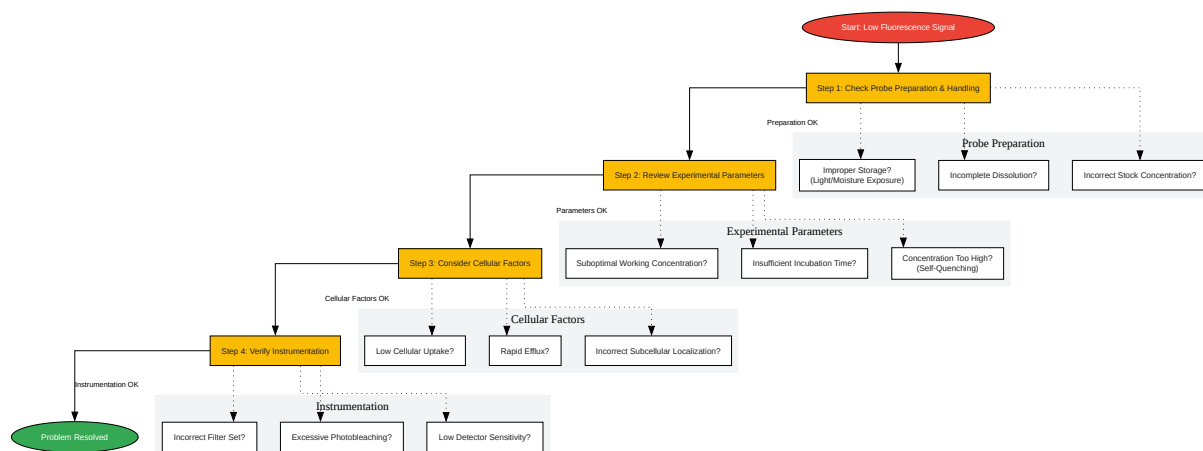 Start: Low Fluorescence Signal
Step 1: Check Probe Preparation & Handling
Preparation OK
Probe Preparation
Improper Storage?
(Light/Moisture Exposure)
Incomplete Dissolution?
Incorrect Stock Concentration?
Step 2: Review Experimental Parameters
Parameters OK
Experimental Parameters
Suboptimal Working Concentration?
Insufficient Incubation Time?
Concentration Too High?
(Self-Quenching)
Step 3: Consider Cellular Factors
Cellular Factors OK
Cellular Factors
Low Cellular Uptake?
Rapid Efflux?
Incorrect Subcellular Localization?
Step 4: Verify Instrumentation
Instrumentation OK
Instrumentation
Problem Resolved
Incorrect Filter Set?
Excessive Photobleaching?
Low Detector Sensitivity?